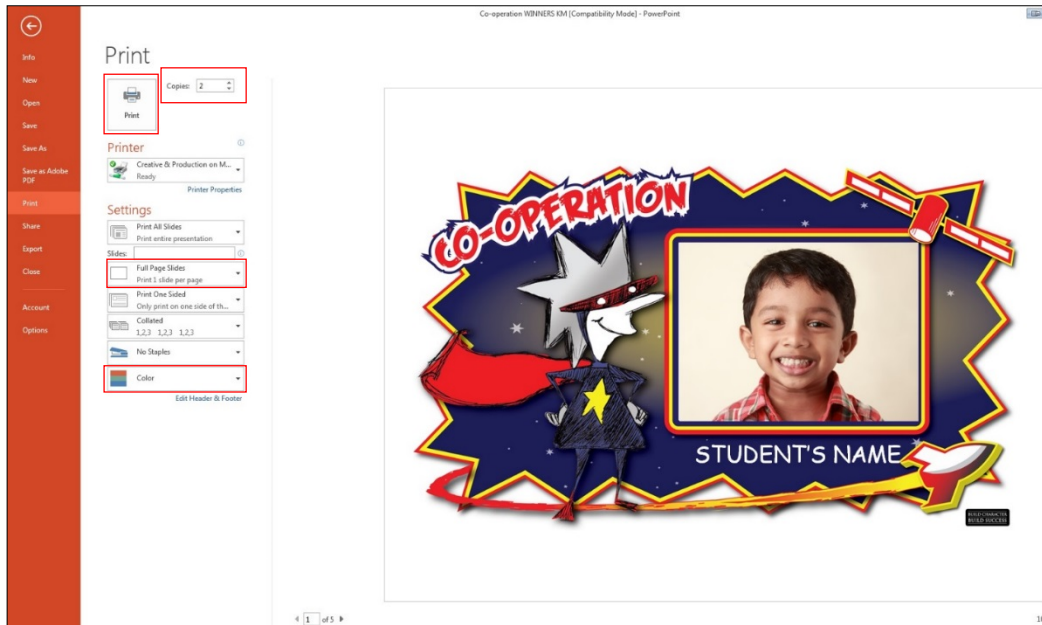 Co-operation WINNERS KM [Compatibility Mode] - PowerPoint
Info
New
Open
Save
Save As
Save as Adobe
PDF
Print
Share
Export
Close
Account
Options
Print
Copies: 2
Print
Printer
Creative & Production on M...
Ready
Printer Properties
Settings
Print All Slides
Print entire presentation
Slides:
Full Page Slides
Print 1 slide per page
Print One Sided
Only print on one side of th...
Collated
1,2,3 1,2,3 1,2,3
No Staples
Color
Edit Header & Footer
CO-OPERATION
STUDENT'S NAME
BUILD CHARACTER
BUILD SUCCESS
1 of 5